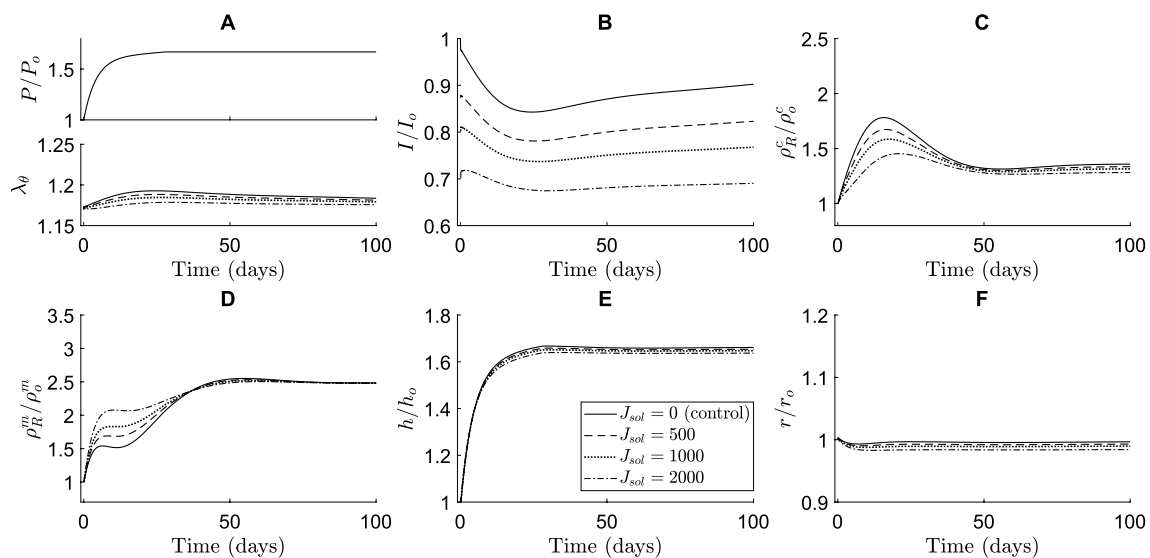 A
B
C
P/P_o
1.5
1
λ_θ
1.25
1.2
1.15
0
50
100
Time (days)
I/I_o
1
0.9
0.8
0.7
0.6
0
50
100
Time (days)
ρ_R^c/ρ_o^c
2.5
2
1.5
1
0
50
100
Time (days)
D
E
F
ρ_R^m/ρ_o^m
3.5
3
2.5
2
1.5
1
0
50
100
Time (days)
h/h_o
1.8
1.6
1.4
1.2
1
J_sol = 0 (control)
J_sol = 500
J_sol = 1000
J_sol = 2000
0
50
100
Time (days)
r/r_o
1.2
1.1
1
0.9
0
50
100
Time (days)